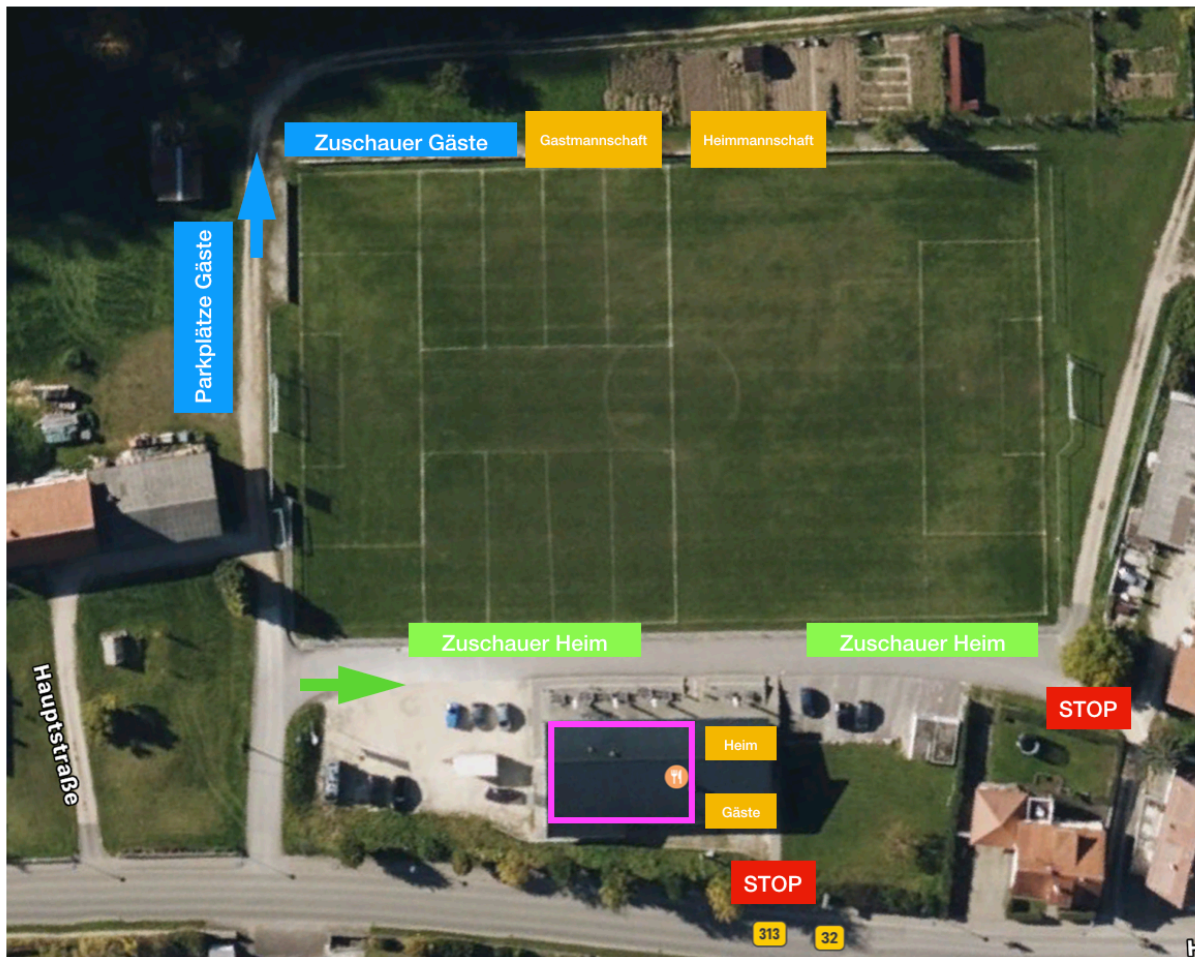 Zuschauer Gäste
Gastmannschaft
Heimmannschaft
Parkplätze Gäste
Zuschauer Heim
Zuschauer Heim
Hauptstraße
STOP
Heim
Gäste
STOP
313
32
H